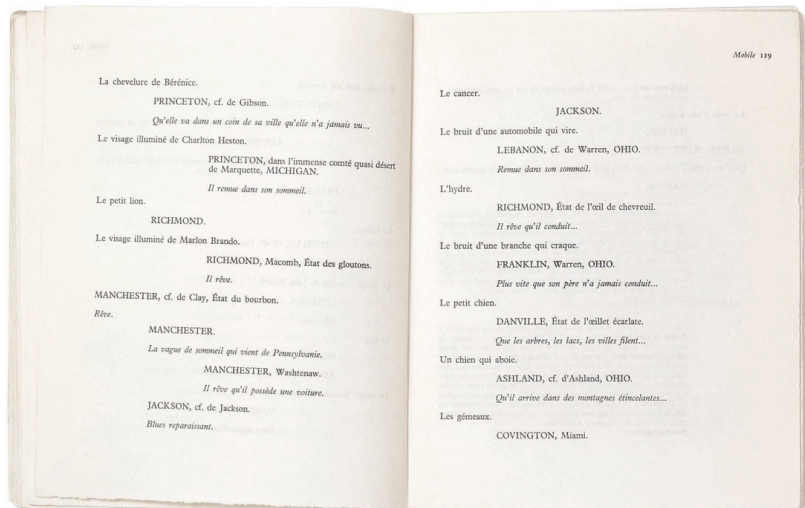 La chevelure de Bérénice.
PRINCETON, cf. de Gibson.
Qu'elle va dans un coin de sa ville qu'elle n'a jamais vu...
Le visage illuminé de Charlton Heston.
PRINCETON, dans l'immense comté quasi désert
de Marquette, MICHIGAN.
Il remue dans son sommeil.
Le petit lion.
RICHMOND.
Le visage illuminé de Marlon Brando.
RICHMOND, Macomb, État des gloutons.
Il rêve.
MANCHESTER, cf. de Clay, État du bourbon.
Rêve.
MANCHESTER.
La vague de sommeil qui vient de Pennsylvanie.
MANCHESTER, Washtenaw.
Il rêve qu'il possède une voiture.
JACKSON, cf. de Jackson.
Blues reparaissant.
Mobile 119
Le cancer.
JACKSON.
Le bruit d'une automobile qui vire.
LEBANON, cf. de Warren, OHIO.
Remue dans son sommeil.
L'hydre.
RICHMOND, État de l'œil de chevreuil.
Il rêve qu'il conduit...
Le bruit d'une branche qui craque.
FRANKLIN, Warren, OHIO.
Plus vite que son père n'a jamais conduit...
Le petit chien.
DANVILLE, État de l'œillet écarlate.
Que les arbres, les lacs, les villes filent...
Un chien qui aboie.
ASHLAND, cf. d'Ashland, OHIO.
Qu'il arrive dans des montagnes étincelantes...
Les gémeaux.
COVINGTON, Miami.